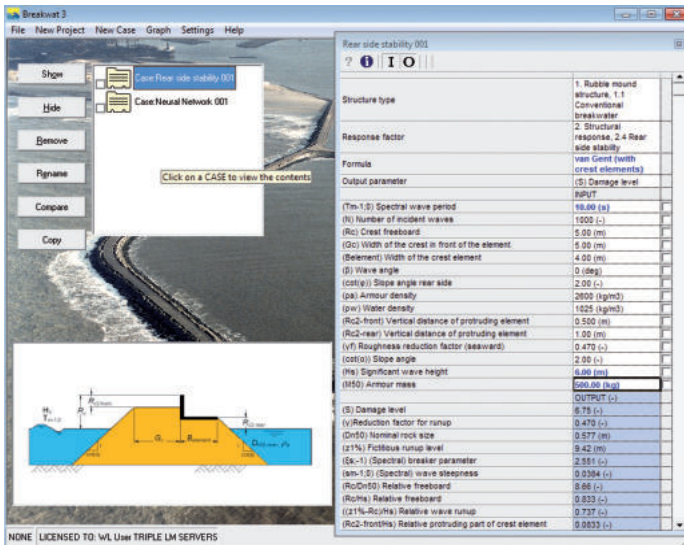 Breakwat 3
File New Project New Case Graph Settings Help
Show
Hide
Remove
Rename
Compare
Copy
Case:Rear side stability 001
Case:Neural Network 001
Click on a CASE to view the contents
Rear side stability 001
? i I O
Structure type 1. Rubble mound
structure, 1.1
Conventional
breakwater
Response factor 2. Structural
response, 2.4 Rear
side stability
Formula van Gent (with
crest elements)
Output parameter (S) Damage level
INPUT
(Tm-1;0) Spectral wave period 10.00 (s)
(N) Number of incident waves 1000 (-)
(Rc) Crest freeboard 5.00 (m)
(Gc) Width of the crest in front of the element 5.00 (m)
(Belement) Width of the crest element 4.00 (m)
(β) Wave angle 0 (deg)
(cot(φ)) Slope angle rear side 2.00 (-)
(ρa) Armour density 2600 (kg/m3)
(ρw) Water density 1025 (kg/m3)
(Rc2-front) Vertical distance of protruding element 0.500 (m)
(Rc2-rear) Vertical distance of protruding element 1.00 (m)
(γf) Roughness reduction factor (seaward) 0.470 (-)
(cot(α)) Slope angle 2.00 (-)
(Hs) Significant wave height 6.00 (m)
(M50) Armour mass 500.00 (kg)
OUTPUT (-)
(S) Damage level 6.75 (-)
(γ)Reduction factor for runup 0.470 (-)
(Dn50) Nominal rock size 0.577 (m)
(z1%) Fictitious runup level 9.42 (m)
(ξs;-1) (Spectral) breaker parameter 2.551 (-)
(sm-1;0) (Spectral) wave steepness 0.0384 (-)
(Rc/Dn50) Relative freeboard 8.66 (-)
(Rc/Hs) Relative freeboard 0.833 (-)
((z1%-Rc)/Hs) Relative wave runup 0.737 (-)
(Rc2-front/Hs) Relative protruding part of crest element 0.0833 (-)
NONE LICENSED TO: WL User TRIPLE LM SERVERS